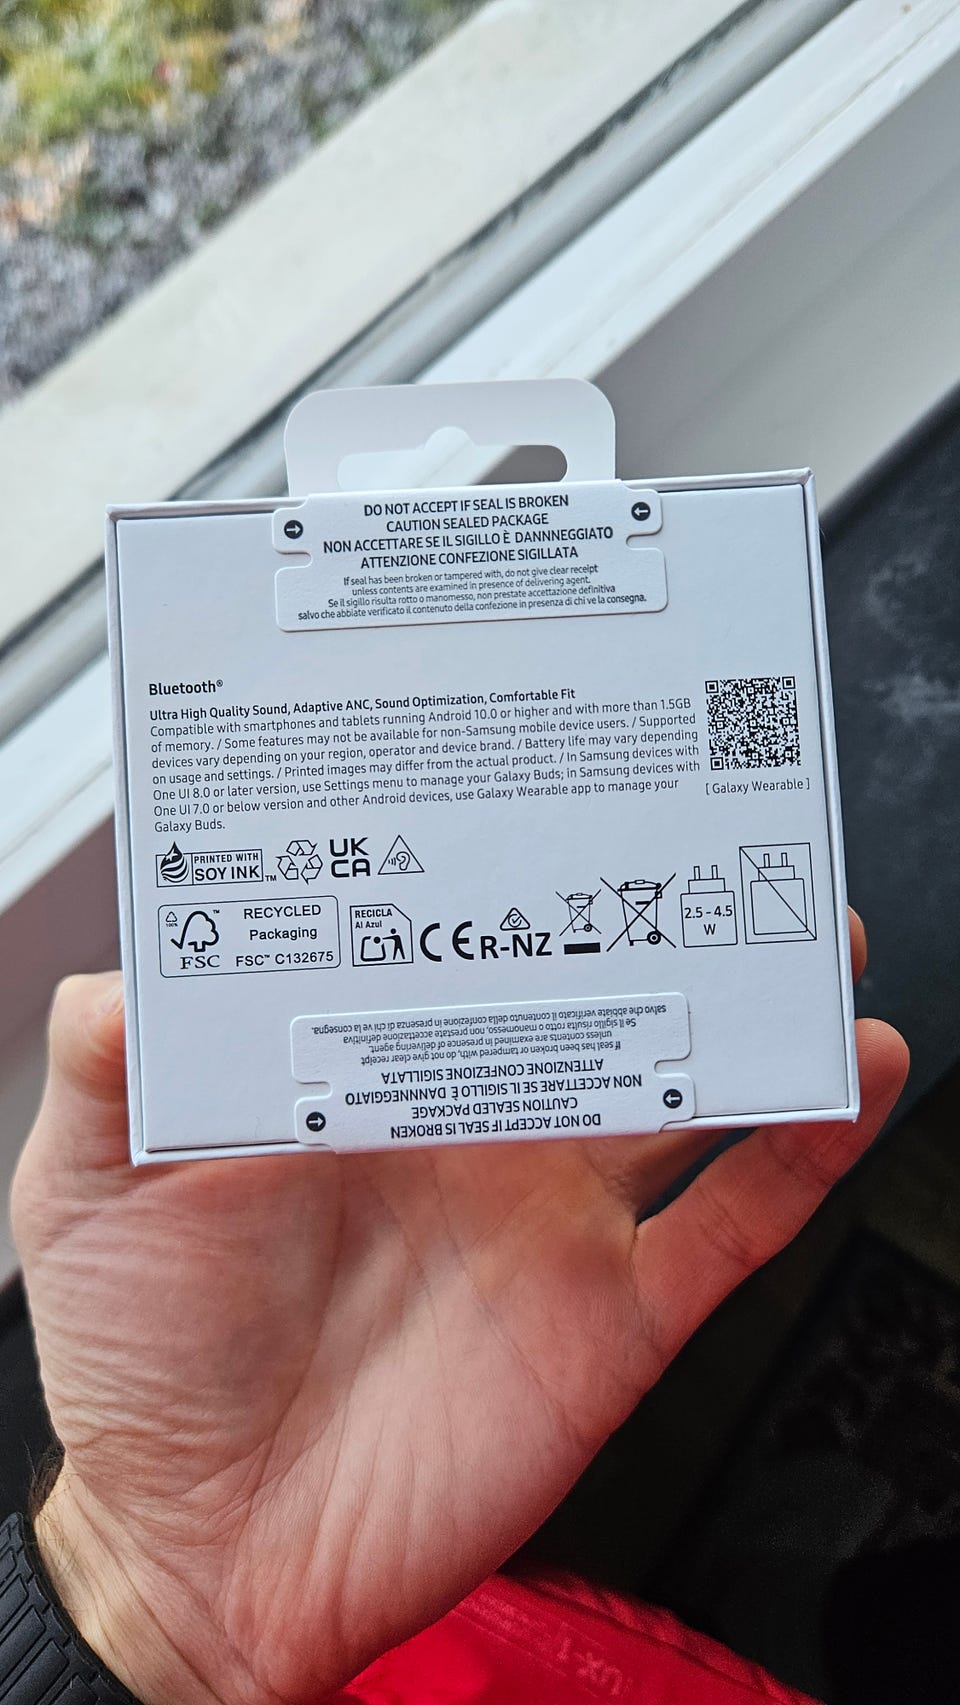 DO NOT ACCEPT IF SEAL IS BROKEN
CAUTION SEALED PACKAGE
NON ACCETTARE SE IL SIGILLO È DANNNEGGIATO
ATTENZIONE CONFEZIONE SIGILLATA
If seal has been broken or tampered with, do not give clear receipt
unless contents are examined in presence of delivering agent.
Se il sigillo risulta rotto o manomesso, non prestate accettazione definitiva
salvo che abbiate verificato il contenuto della confezione in presenza di chi ve la consegna.
Bluetooth®
Ultra High Quality Sound, Adaptive ANC, Sound Optimization, Comfortable Fit
Compatible with smartphones and tablets running Android 10.0 or higher and with more than 1.5GB
of memory. / Some features may not be available for non-Samsung mobile device users. / Supported
devices vary depending on your region, operator and device brand. / Battery life may vary depending
on usage and settings. / Printed images may differ from the actual product. / In Samsung devices with
One UI 8.0 or later version, use Settings menu to manage your Galaxy Buds; in Samsung devices with
One UI 7.0 or below version and other Android devices, use Galaxy Wearable app to manage your
Galaxy Buds.
[ Galaxy Wearable ]
PRINTED WITH
SOY INK™
UK
CA
100%
FSC™
RECYCLED
Packaging
FSC™ C132675
RECICLA
Al Azul
CE
R-NZ
2.5 - 4.5
W
salvo che abbiate verificato il contenuto della confezione in presenza di chi ve la consegna.
Se il sigillo risulta rotto o manomesso, non prestate accettazione definitiva
unless contents are examined in presence of delivering agent.
If seal has been broken or tampered with, do not give clear receipt
ATTENZIONE CONFEZIONE SIGILLATA
NON ACCETTARE SE IL SIGILLO È DANNNEGGIATO
CAUTION SEALED PACKAGE
DO NOT ACCEPT IF SEAL IS BROKEN